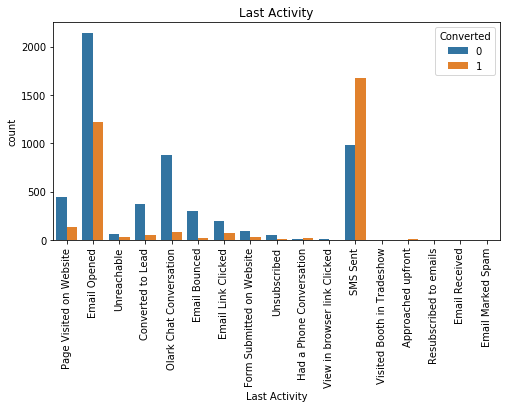 Last Activity
Converted
0
1
2000
1500
1000
500
0
count
Page Visited on Website
Email Opened
Unreachable
Converted to Lead
Olark Chat Conversation
Email Bounced
Email Link Clicked
Form Submitted on Website
Unsubscribed
Had a Phone Conversation
View in browser link Clicked
SMS Sent
Visited Booth in Tradeshow
Approached upfront
Resubscribed to emails
Email Received
Email Marked Spam
Last Activity